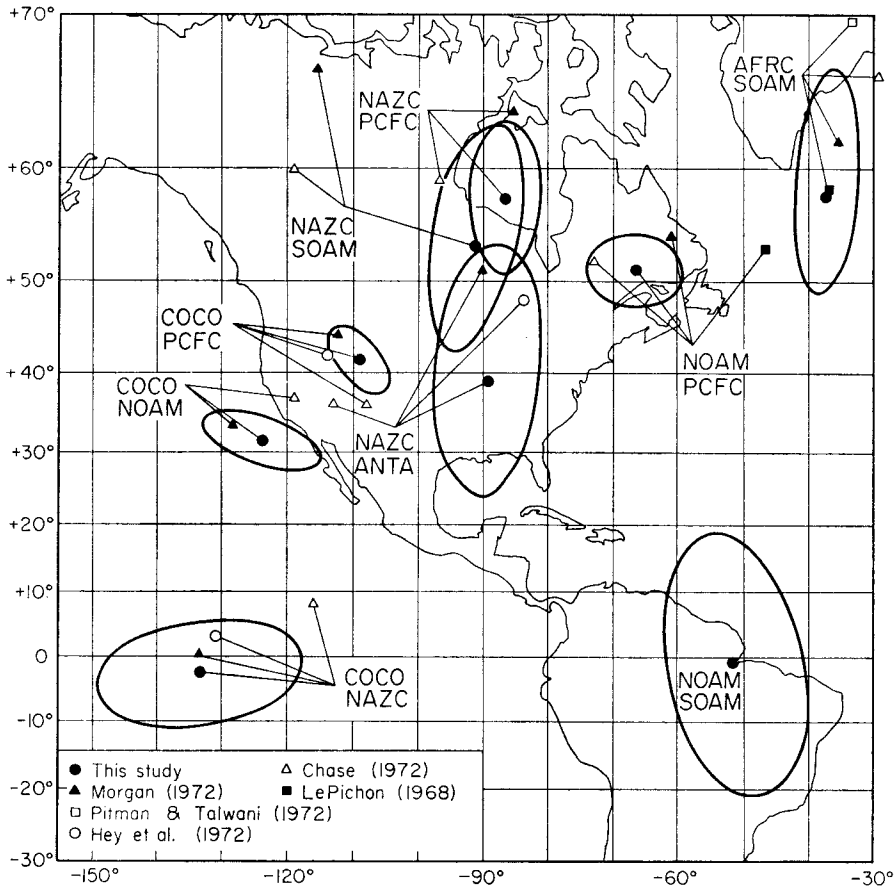 +70°
AFRC
SOAM
NAZC
PCFC
+60°
NAZC
SOAM
+50°
COCO
PCFC
NOAM
PCFC
+40°
COCO
NOAM
NAZC
ANTA
+30°
+20°
+10°
0
COCO
NAZC
NOAM
SOAM
-10°
This study
Chase (1972)
Morgan (1972)
LePichon (1968)
Pitman & Talwani (1972)
Hey et al. (1972)
-20°
-30°
-150°
-120°
-90°
-60°
-30°